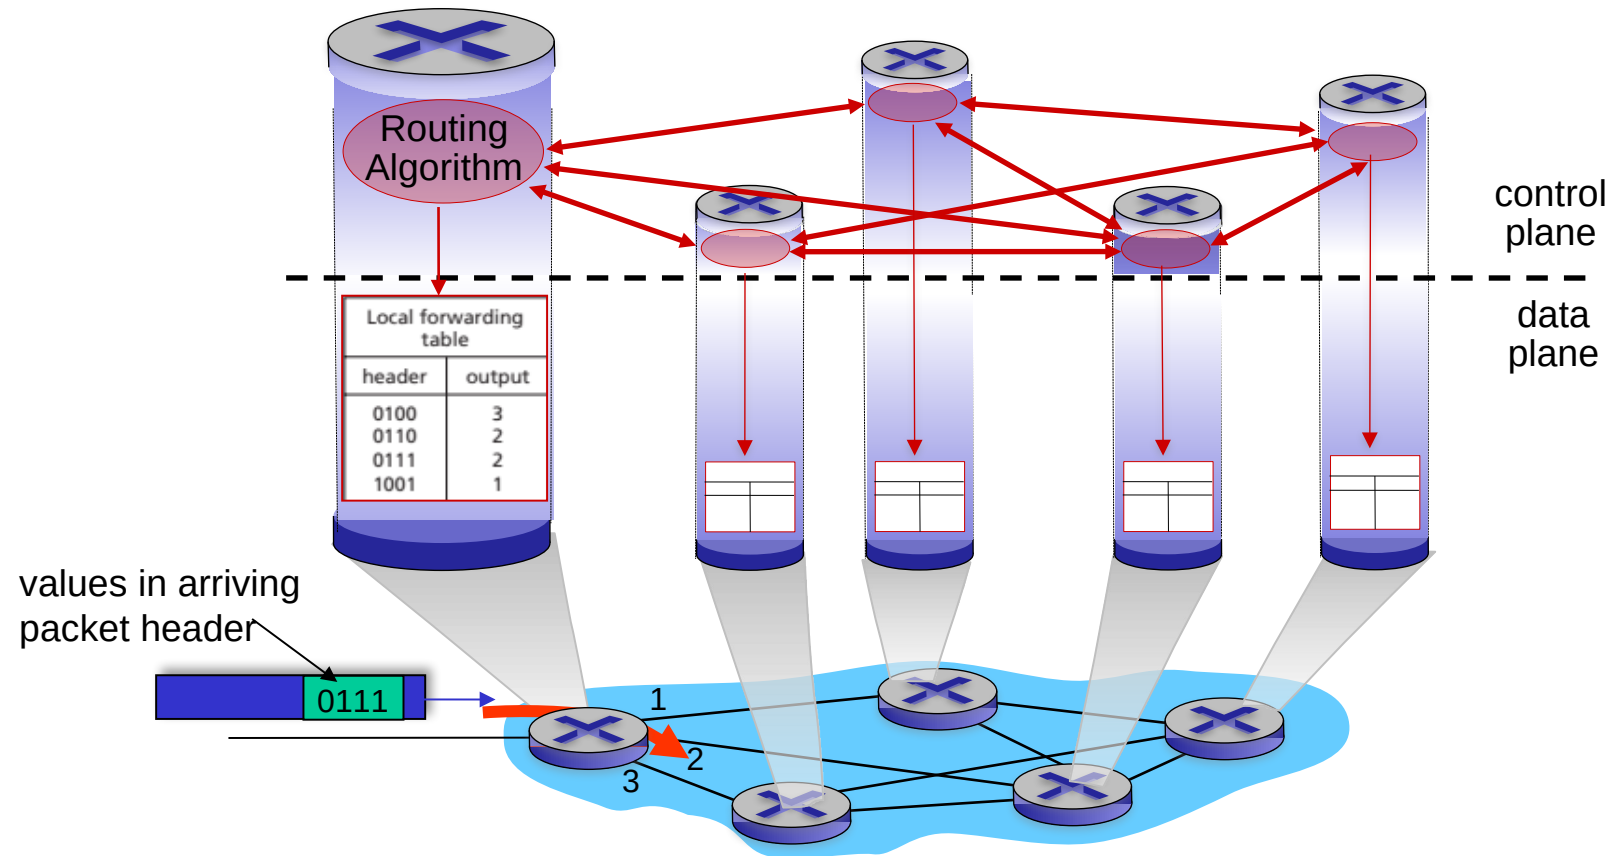 Routing
Algorithm
control
plane
data
plane
Local forwarding
table
header output
0100 3
0110 2
0111 2
1001 1
values in arriving
packet header
0111
1
2
3